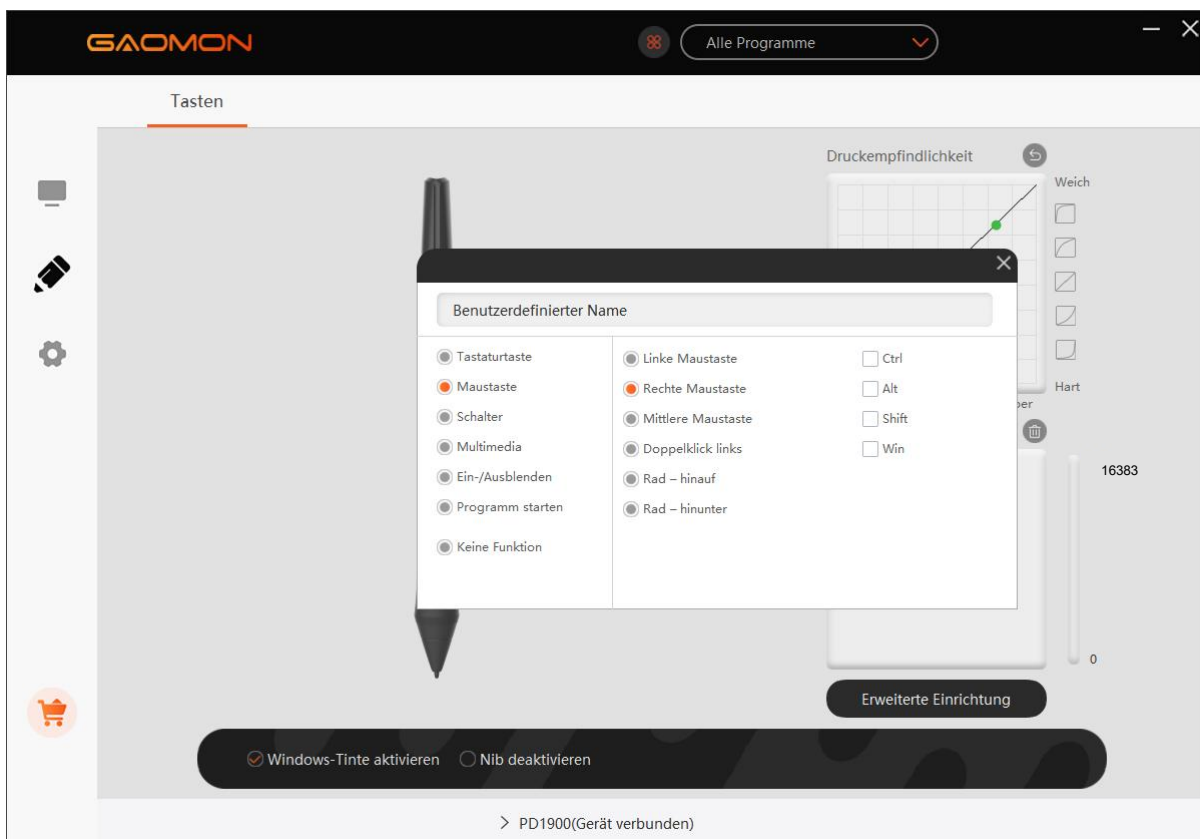 GAOMON
Alle Programme
Tasten
Druckempfindlichkeit
Weich
Hart
Benutzerdefinierter Name
Tastaturtaste
Maustaste
Schalter
Multimedia
Ein-/Ausblenden
Programm starten
Keine Funktion
Linke Maustaste
Rechte Maustaste
Mittlere Maustaste
Doppelklick links
Rad – hinauf
Rad – hinunter
Ctrl
Alt
Shift
Win
16383
0
Erweiterte Einrichtung
Windows-Tinte aktivieren
Nib deaktivieren
PD1900(Gerät verbunden)